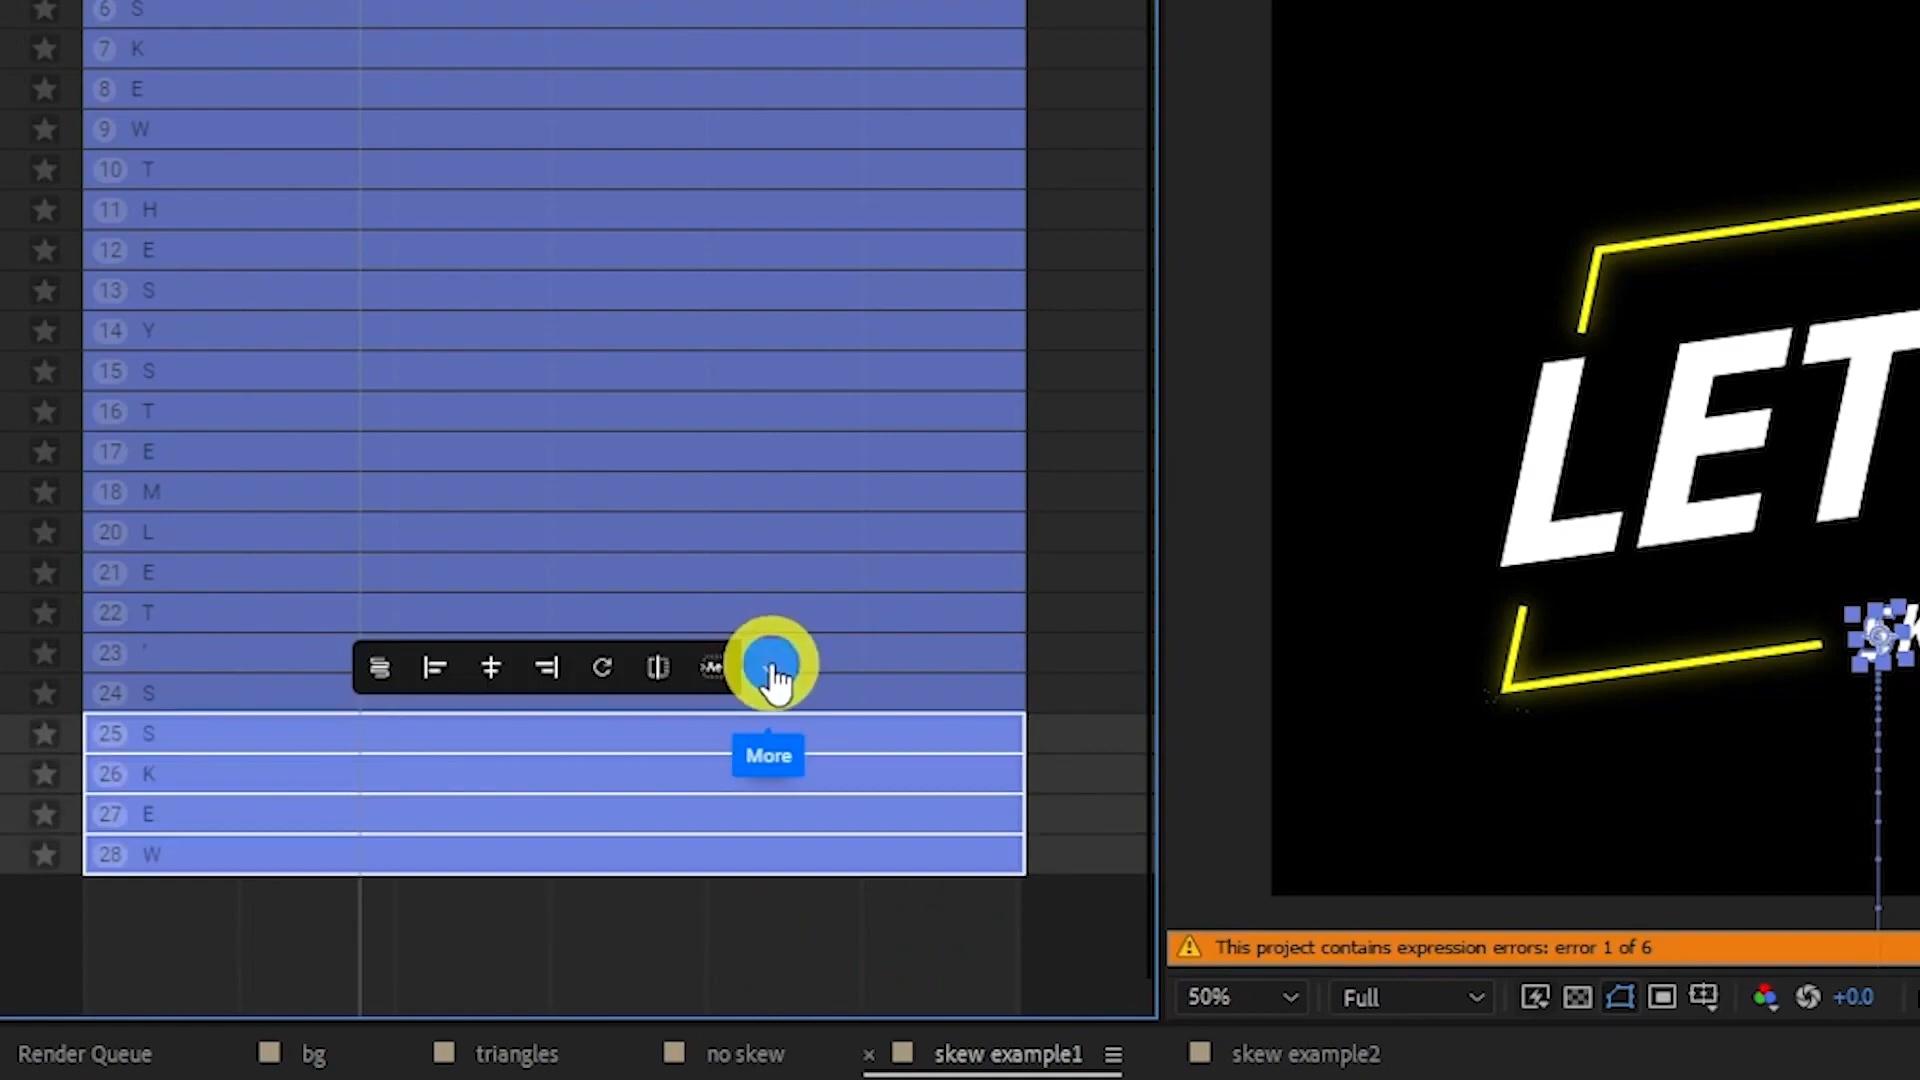 6 S
7 K
8 E
9 W
10 T
11 H
12 E
13 S
14 Y
15 S
16 T
17 E
18 M
20 L
21 E
22 T
23 '
24 S
25 S
26 K
27 E
28 W
Ae
More
LET
This project contains expression errors: error 1 of 6
50% Full +0.0
Render Queue bg triangles no skew × skew example1 skew example2